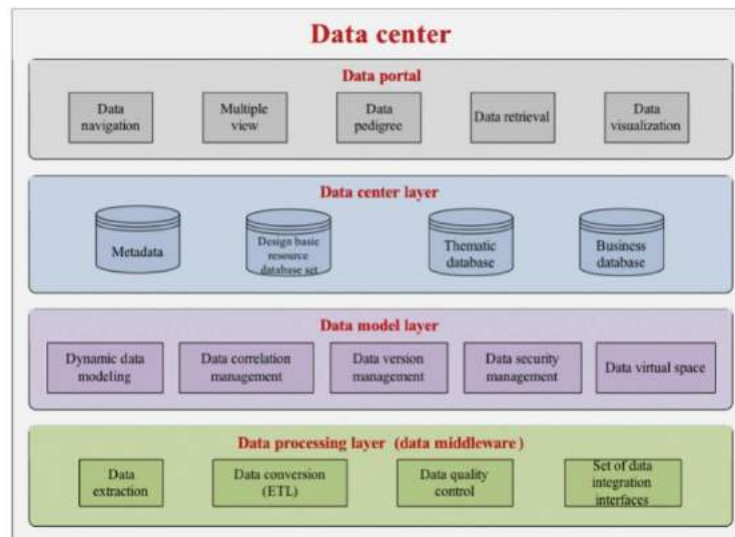 Data center
Data portal
Data
navigation
Multiple
view
Data
pedigree
Data retrieval
Data
visualization
Data center layer
Metadata
Design basic
resource
database set
Thematic
database
Business
database
Data model layer
Dynamic data
modeling
Data correlation
management
Data version
management
Data security
management
Data virtual space
Data processing layer (data middleware)
Data
extraction
Data conversion
(ETL)
Data quality
control
Set of data
integration
interfaces